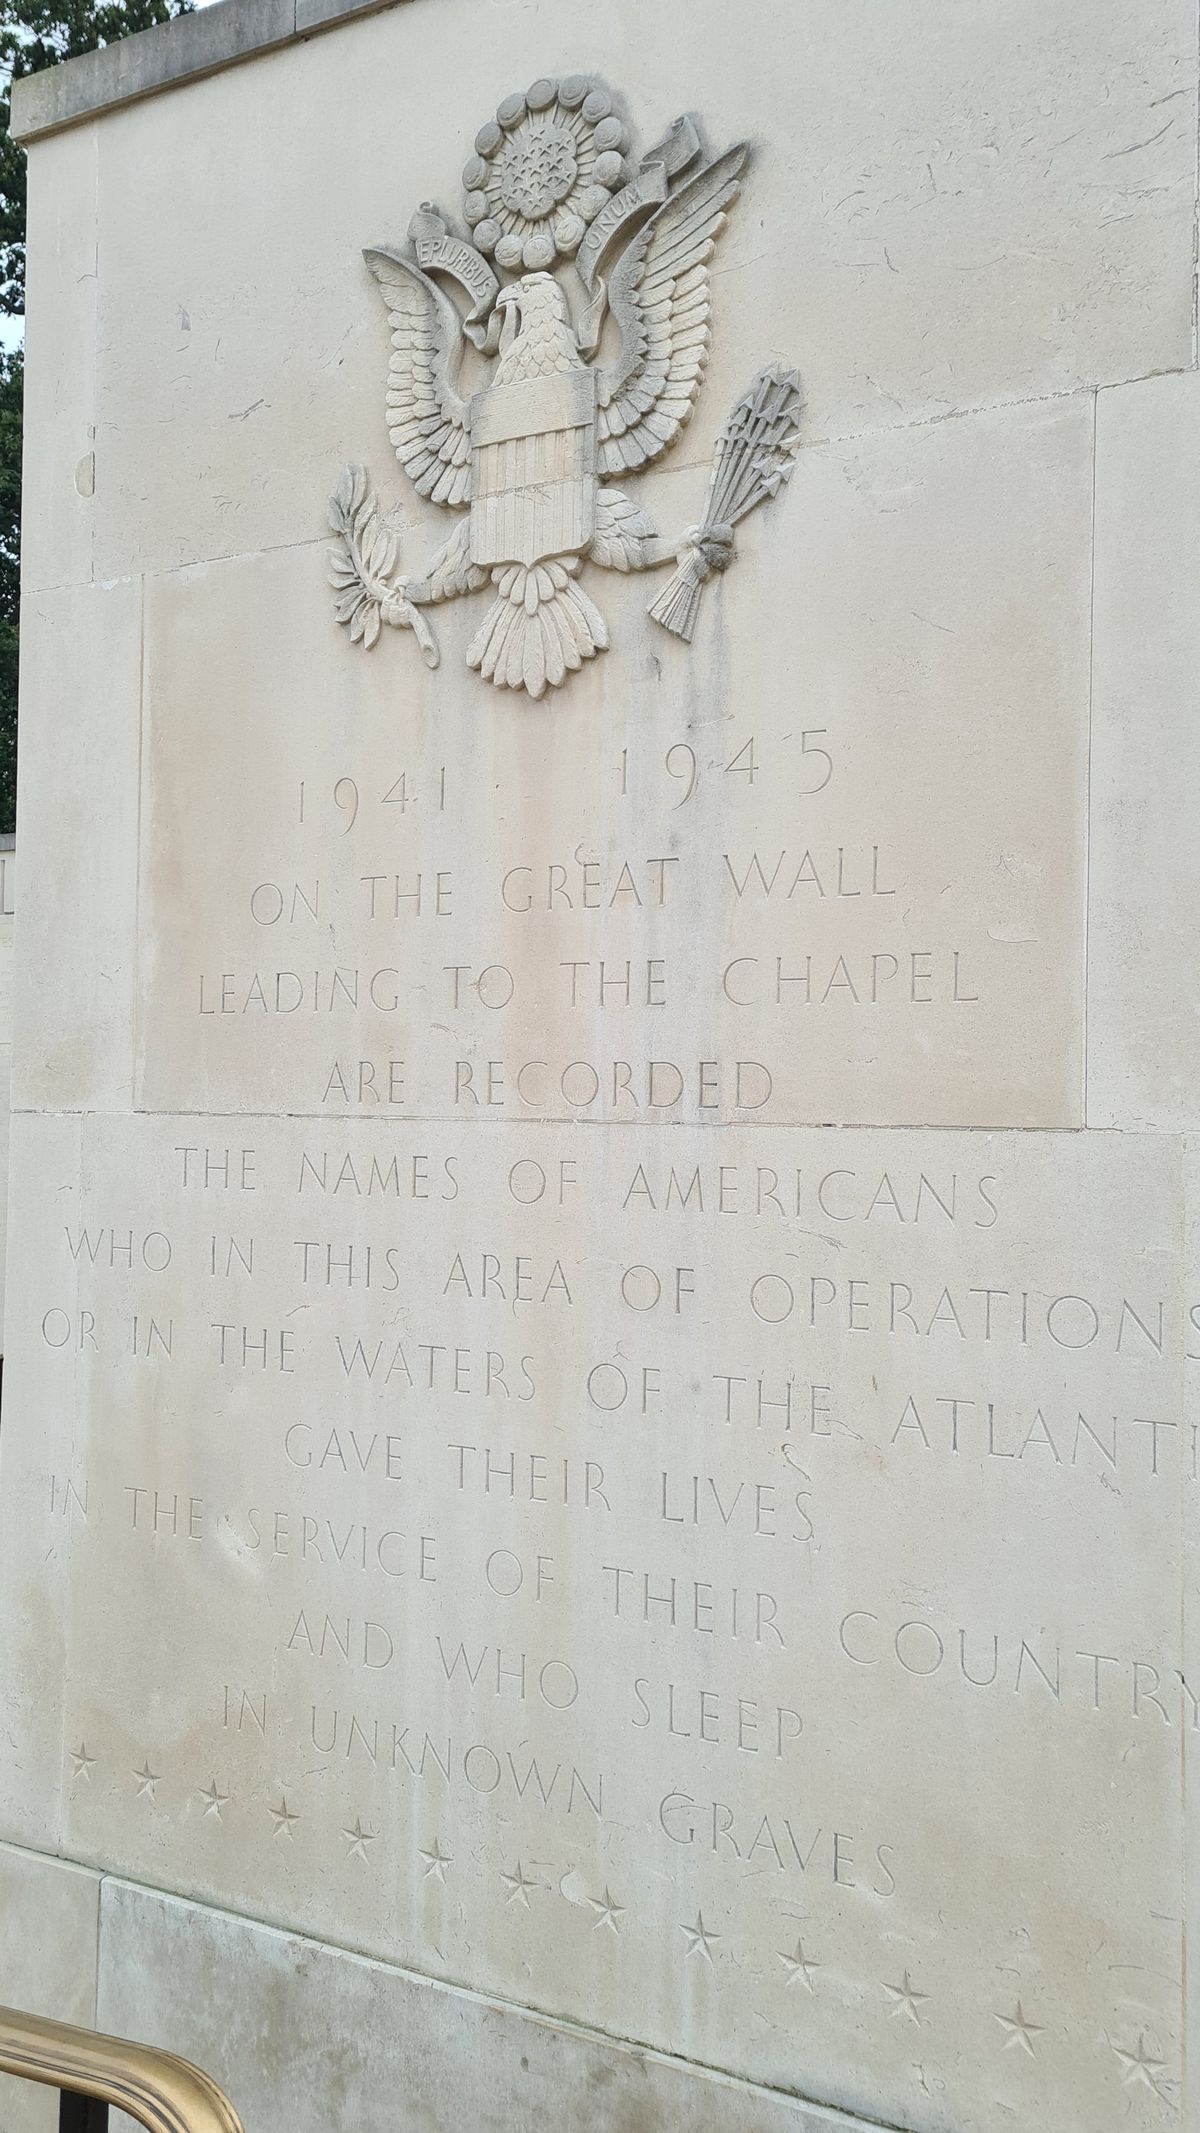 E PLURIBUS UNUM
1941 1945
ON THE GREAT WALL
LEADING TO THE CHAPEL
ARE RECORDED
THE NAMES OF AMERICANS
WHO IN THIS AREA OF OPERATIONS
OR IN THE WATERS OF THE ATLANTI
GAVE THEIR LIVES
IN THE SERVICE OF THEIR COUNTRY
AND WHO SLEEP
IN UNKNOWN GRAVES